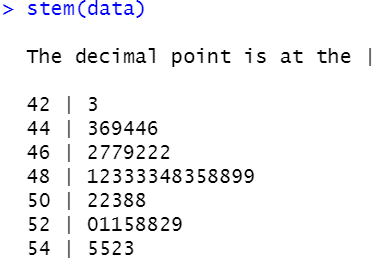 > stem(data)
The decimal point is at the |
42 | 3
44 | 369446
46 | 2779222
48 | 12333348358899
50 | 22388
52 | 01158829
54 | 5523